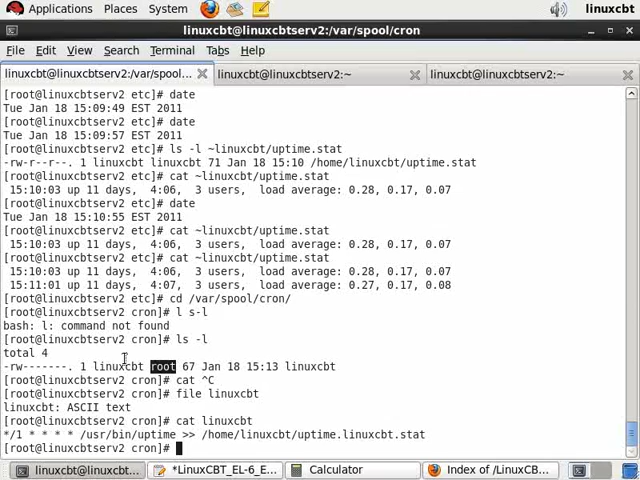 Applications Places System linuxcbt
linuxcbt@linuxcbtserv2:/var/spool/cron
File Edit View Search Terminal Tabs Help
linuxcbt@linuxcbtserv2:/var/spool... linuxcbt@linuxcbtserv2:~ linuxcbt@linuxcbtserv2:~
[root@linuxcbtserv2 etc]# date
Tue Jan 18 15:09:49 EST 2011
[root@linuxcbtserv2 etc]# date
Tue Jan 18 15:09:57 EST 2011
[root@linuxcbtserv2 etc]# ls -l ~linuxcbt/uptime.stat
-rw-r--r--. 1 linuxcbt linuxcbt 71 Jan 18 15:10 /home/linuxcbt/uptime.stat
[root@linuxcbtserv2 etc]# cat ~linuxcbt/uptime.stat
15:10:03 up 11 days, 4:06, 3 users, load average: 0.28, 0.17, 0.07
[root@linuxcbtserv2 etc]# date
Tue Jan 18 15:10:55 EST 2011
[root@linuxcbtserv2 etc]# cat ~linuxcbt/uptime.stat
15:10:03 up 11 days, 4:06, 3 users, load average: 0.28, 0.17, 0.07
[root@linuxcbtserv2 etc]# cat ~linuxcbt/uptime.stat
15:10:03 up 11 days, 4:06, 3 users, load average: 0.28, 0.17, 0.07
15:11:01 up 11 days, 4:07, 3 users, load average: 0.27, 0.17, 0.08
[root@linuxcbtserv2 etc]# cd /var/spool/cron/
[root@linuxcbtserv2 cron]# l s-l
bash: l: command not found
[root@linuxcbtserv2 cron]# ls -l
total 4
-rw-------. 1 linuxcbt root 67 Jan 18 15:13 linuxcbt
[root@linuxcbtserv2 cron]# cat ^C
[root@linuxcbtserv2 cron]# file linuxcbt
linuxcbt: ASCII text
[root@linuxcbtserv2 cron]# cat linuxcbt
*/1 * * * * /usr/bin/uptime >> /home/linuxcbt/uptime.linuxcbt.stat
[root@linuxcbtserv2 cron]#
linuxcbt@linuxcbt... *LinuxCBT_EL-6_E... Calculator Index of /LinuxCB...